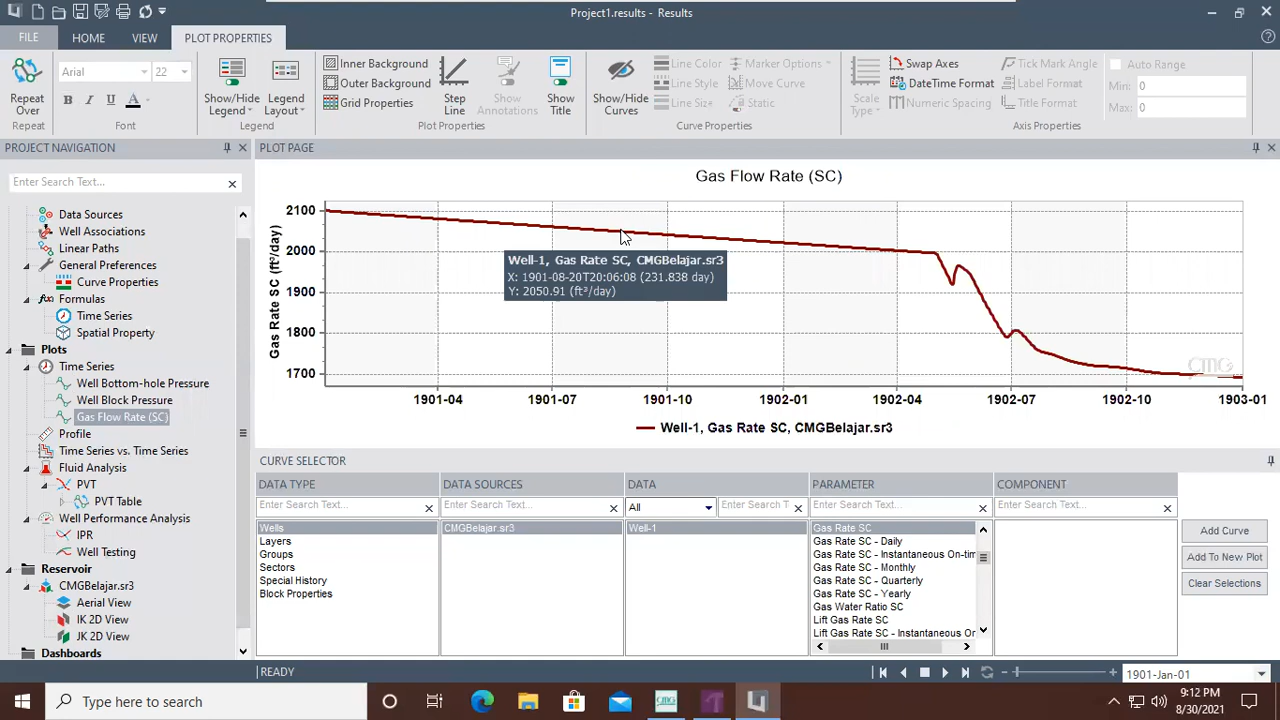 Project1.results - Results
FILE HOME VIEW PLOT PROPERTIES
Repeat Over
Repeat
Arial 22
B I U A
Font
Show/Hide Legend
Legend Layout
Legend
Inner Background
Outer Background
Grid Properties
Step Line
Show Annotations
Show Title
Plot Properties
Show/Hide Curves
Line Color
Line Style
Line Size
Marker Options
Move Curve
Static
Curve Properties
Scale Type
Swap Axes
DateTime Format
Numeric Spacing
Tick Mark Angle
Label Format
Title Format
Auto Range
Min: 0
Max: 0
Axis Properties
PROJECT NAVIGATION
Enter Search Text...
Data Sources
Well Associations
Linear Paths
General Preferences
Curve Properties
Formulas
Time Series
Spatial Property
Plots
Time Series
Well Bottom-hole Pressure
Well Block Pressure
Gas Flow Rate (SC)
Profile
Time Series vs. Time Series
Fluid Analysis
PVT
PVT Table
Well Performance Analysis
IPR
Well Testing
Reservoir
CMGBelajar.sr3
Aerial View
IK 2D View
JK 2D View
Dashboards
PLOT PAGE
Gas Flow Rate (SC)
Gas Rate SC (ft³/day)
2100
2000
1900
1800
1700
Well-1, Gas Rate SC, CMGBelajar.sr3
X: 1901-08-20T20:06:08 (231.838 day)
Y: 2050.91 (ft³/day)
CMG
1901-04 1901-07 1901-10 1902-01 1902-04 1902-07 1902-10 1903-01
Well-1, Gas Rate SC, CMGBelajar.sr3
CURVE SELECTOR
DATA TYPE DATA SOURCES DATA PARAMETER COMPONENT
Enter Search Text... Enter Search Text... All Enter Search T Enter Search Text... Enter Search Text...
Wells
Layers
Groups
Sectors
Special History
Block Properties
CMGBelajar.sr3
Well-1
Gas Rate SC
Gas Rate SC - Daily
Gas Rate SC - Instantaneous On-tim
Gas Rate SC - Monthly
Gas Rate SC - Quarterly
Gas Rate SC - Yearly
Gas Water Ratio SC
Lift Gas Rate SC
Lift Gas Rate SC - Instantaneous Or
Add Curve
Add To New Plot
Clear Selections
READY
1901-Jan-01
Type here to search
9:12 PM
8/30/2021